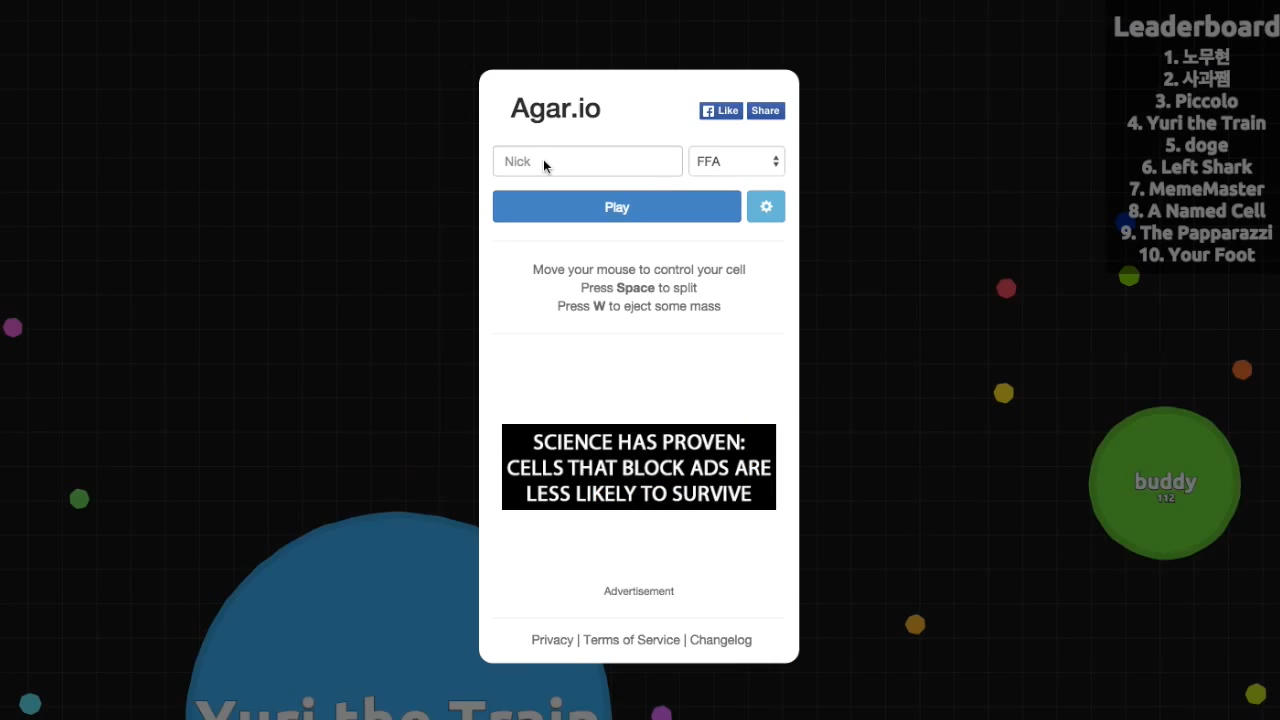 Leaderboard
1. 노무현
2. 사과쨈
3. Piccolo
4. Yuri the Train
5. doge
6. Left Shark
7. MemeMaster
8. A Named Cell
9. The Papparazzi
10. Your Foot
Agar.io
Like Share
Nick FFA
Play
Move your mouse to control your cell
Press Space to split
Press W to eject some mass
SCIENCE HAS PROVEN:
CELLS THAT BLOCK ADS ARE
LESS LIKELY TO SURVIVE
Advertisement
Privacy | Terms of Service | Changelog
buddy
112
Yuri the Train